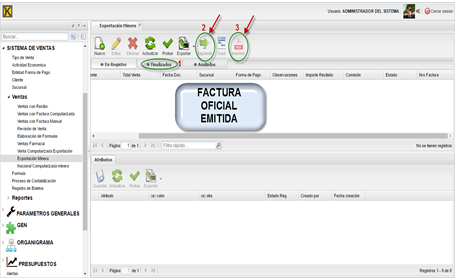 Usuario: ADMINISTRADOR DEL SISTEMA
Cerrar sesión
Exportación Minera
Buscar...
SISTEMA DE VENTAS
Tipo de Venta
Actividad Economica
Entidad Forma de Pago
Cliente
Sucursal
Ventas
Ventas con Recibo
Ventas con Factura Computarizada
Ventas con Factura Manual
Revisión de Venta
Elaboración de Formulas
Ventas Farmacia
Venta Computarizada Exportación
Exportación Minera
Nacional Computarizada minera
Formula
Proceso de Contabilización
Registro de Boletos
Reportes
PARAMETROS GENERALES
GEN
ORGANIGRAMA
PRESUPUESTOS
Alertas
2
3
Nuevo Editar Eliminar Actualizar Probar Exportar Siguiente
En Registro Finalizados 1 Anulados
Total Venta Fecha Doc. Sucursal Forma de Pago Observaciones Importe Recibido Comisión Estado Nro Factura
FACTURA
OFICIAL
EMITIDA
Página 1 de 1 Filtro rápido... No se tienen registros
Atributos
Guardar Actualizar Probar Exportar
Atributo (e) valor (e) obs Estado Reg. Creado por Fecha creación
Página 1 de 1 Registros 1 - 6 de 6